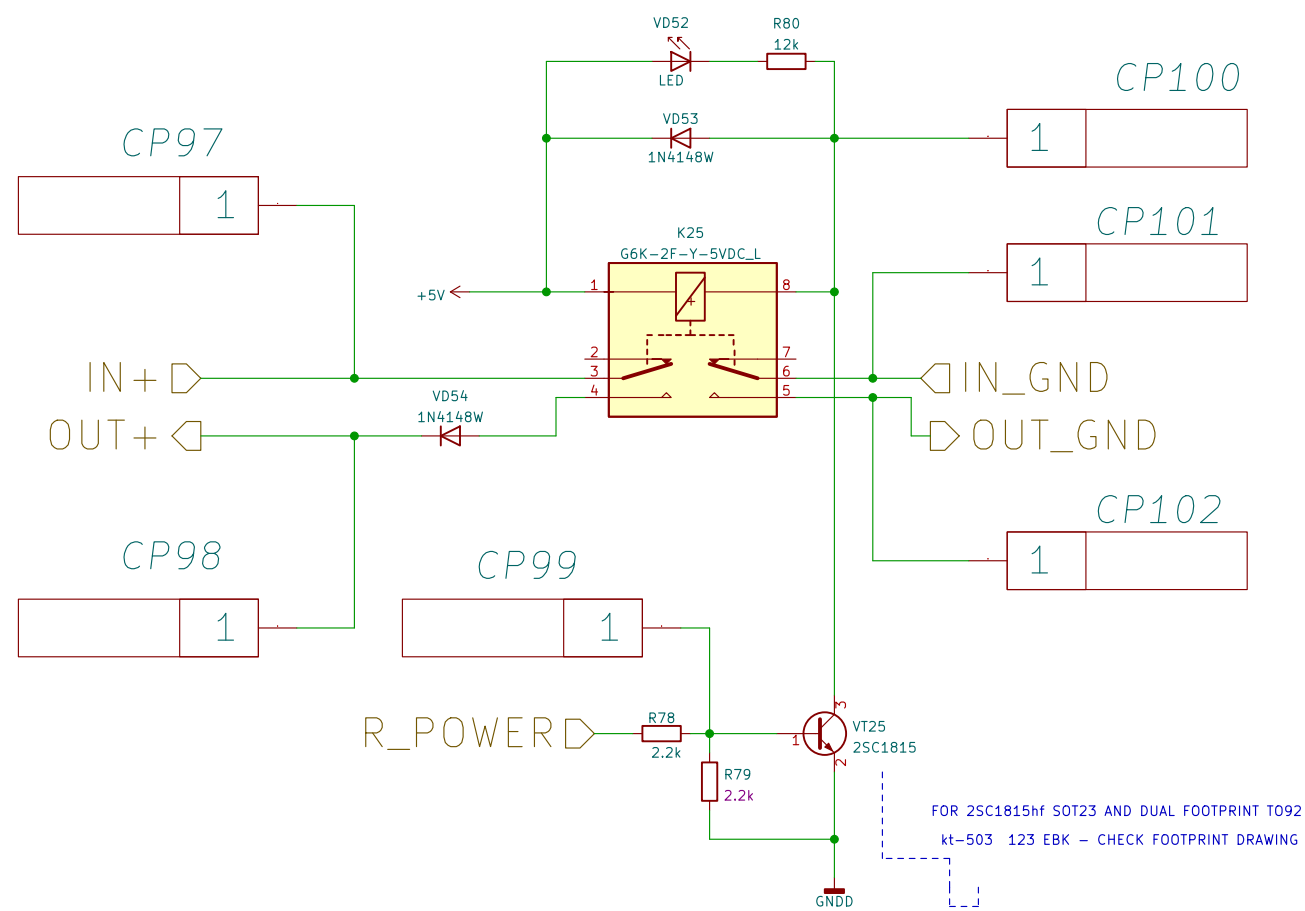 VD52
LED
R80
12k
CP100
1
VD53
1N4148W
CP97
1
CP101
1
K25
G6K-2F-Y-5VDC_L
+5V
1
8
+
2
7
3
6
4
5
IN+
IN_GND
VD54
1N4148W
OUT+
OUT_GND
CP102
1
CP98
1
CP99
1
R_POWER
R78
2.2k
R79
2.2k
1
3
2
VT25
2SC1815
FOR 2SC1815hf SOT23 AND DUAL FOOTPRINT TO92
kt-503 123 EBK - CHECK FOOTPRINT DRAWING
GNDD